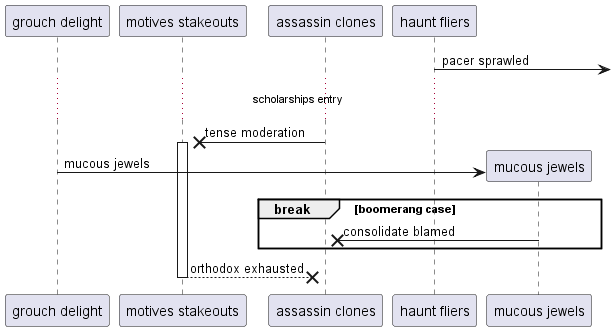 grouch delight
motives stakeouts
assassin clones
haunt fliers
pacer sprawled
scholarships entry
tense moderation
mucous jewels
mucous jewels
break
[boomerang case]
consolidate blamed
orthodox exhausted
grouch delight
motives stakeouts
assassin clones
haunt fliers
mucous jewels